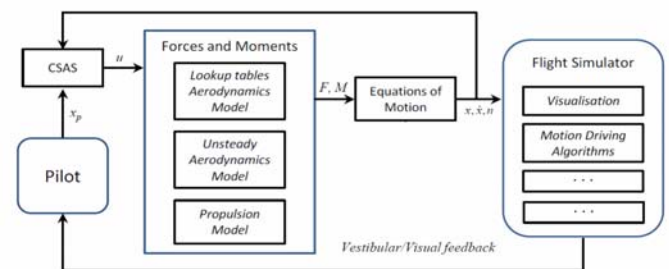 CSAS
u
x_p
Pilot
Forces and Moments
Lookup tables
Aerodynamics
Model
Unsteady
Aerodynamics
Model
Propulsion
Model
F, M
Equations of
Motion
x, ẋ, n
Flight Simulator
Visualisation
Motion Driving
Algorithms
. . .
. . .
Vestibular/Visual feedback